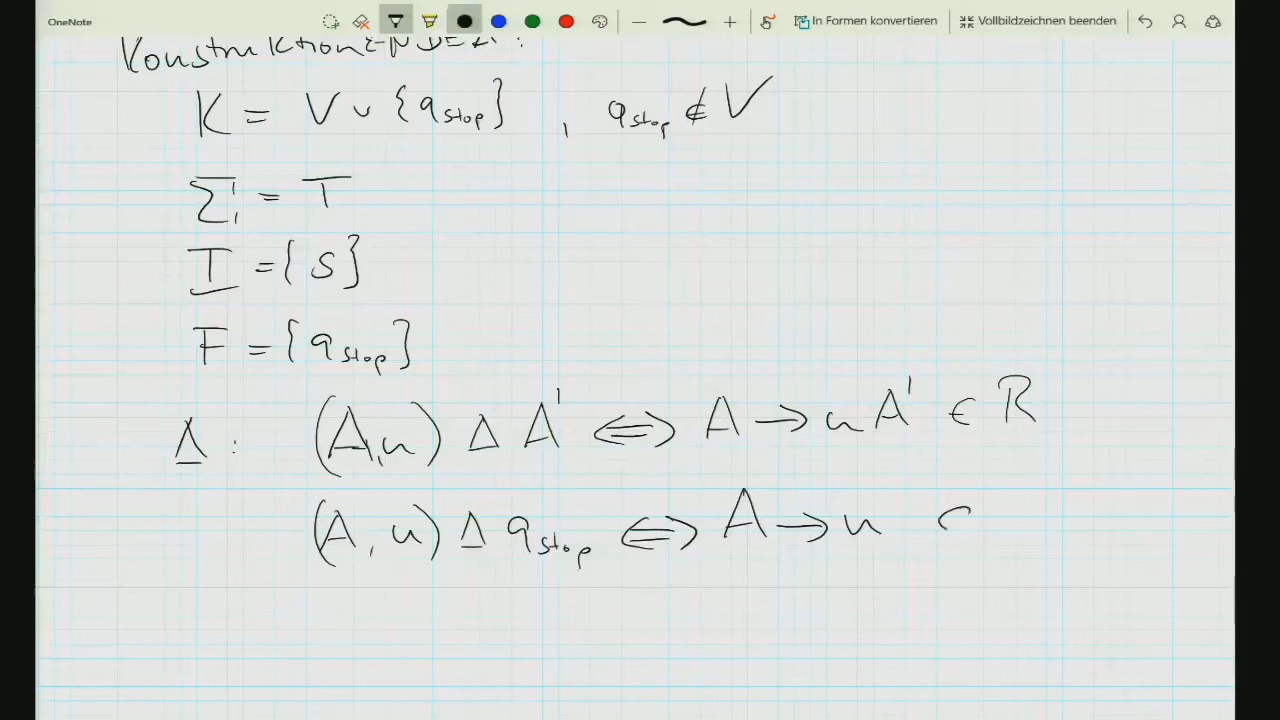 OneNote In Formen konvertieren Vollbildzeichnen beenden
K = V ∪ {q_stop} , q_stop ∉ V
Σ = T
I = {S}
F = {q_stop}
Δ : (A,u) Δ A' ⇔ A → uA' ∈ R
(A, u) Δ q_stop ⇔ A → u